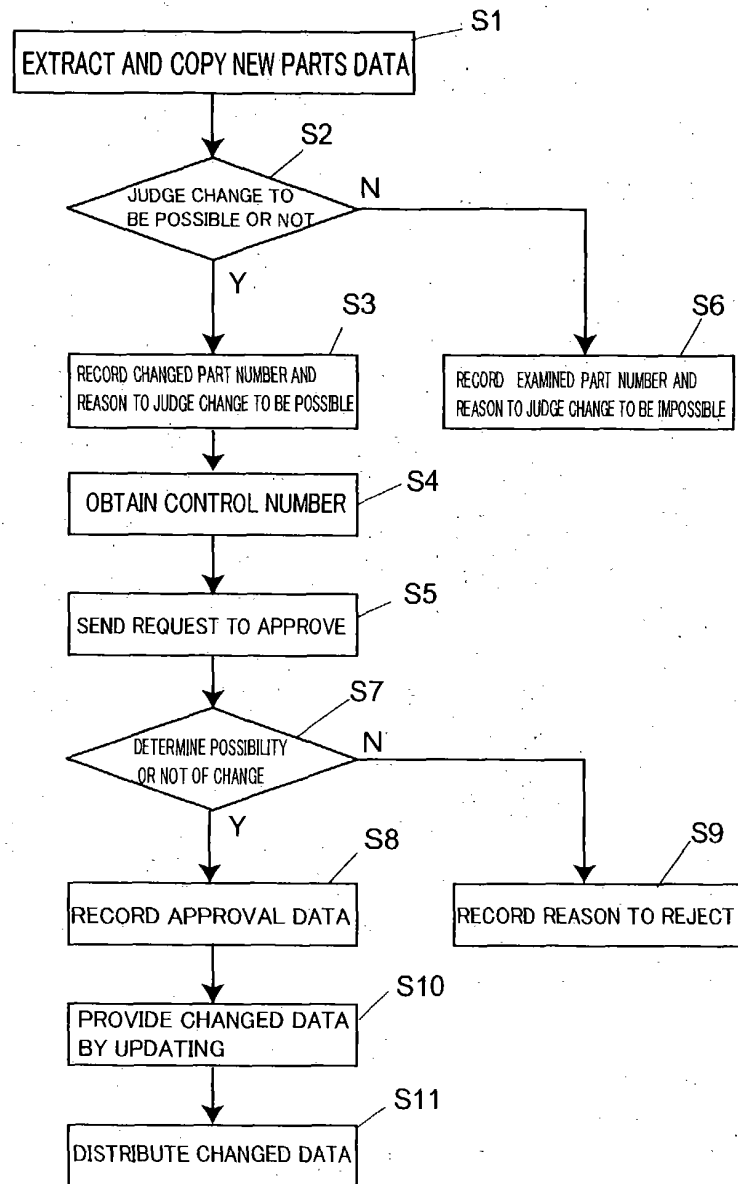 S1
EXTRACT AND COPY NEW PARTS DATA
S2
JUDGE CHANGE TO
BE POSSIBLE OR NOT
N
Y
S3
RECORD CHANGED PART NUMBER AND
REASON TO JUDGE CHANGE TO BE POSSIBLE
S6
RECORD EXAMINED PART NUMBER AND
REASON TO JUDGE CHANGE TO BE IMPOSSIBLE
S4
OBTAIN CONTROL NUMBER
S5
SEND REQUEST TO APPROVE
S7
DETERMINE POSSIBILITY
OR NOT OF CHANGE
N
Y
S8
RECORD APPROVAL DATA
S9
RECORD REASON TO REJECT
S10
PROVIDE CHANGED DATA
BY UPDATING
S11
DISTRIBUTE CHANGED DATA